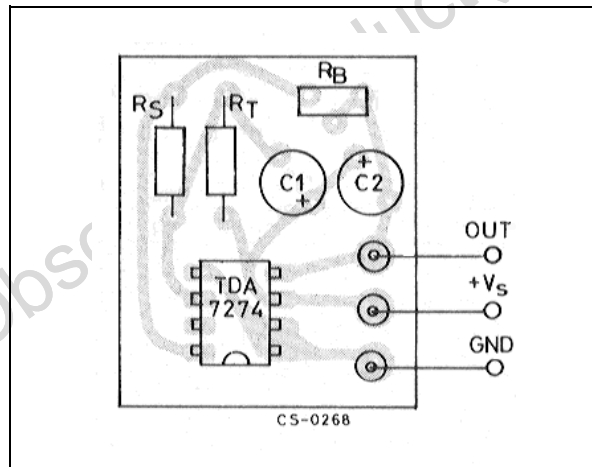 RB
RS
RT
C1
+
+
C2
OUT
+Vs
GND
TDA
7274
CS-0268